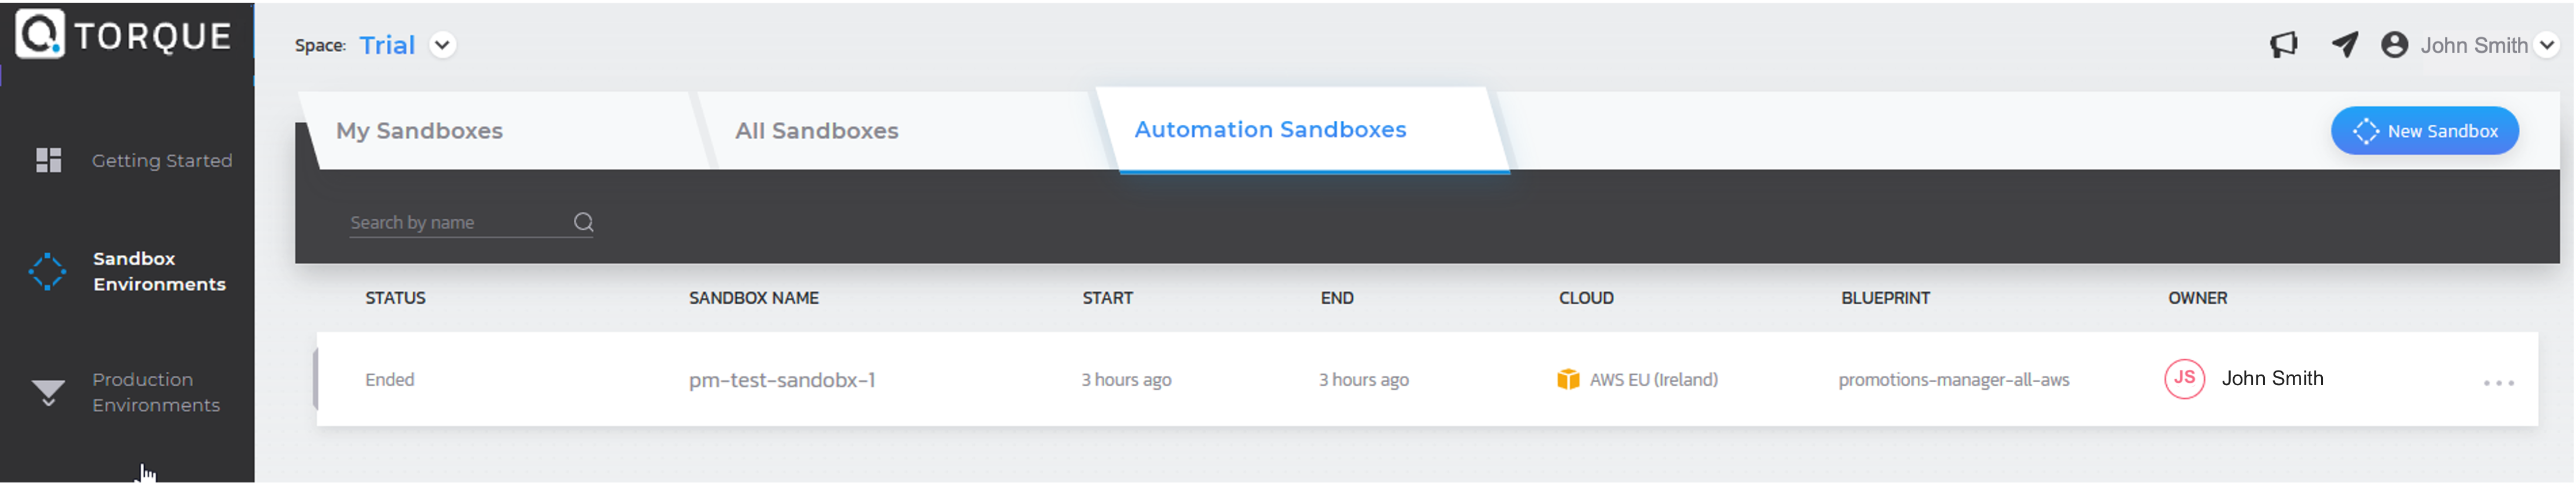 TORQUE
Space: Trial
John Smith
My Sandboxes
All Sandboxes
Automation Sandboxes
New Sandbox
Getting Started
Search by name
Sandbox
Environments
STATUS SANDBOX NAME START END CLOUD BLUEPRINT OWNER
Ended pm-test-sandobx-1 3 hours ago 3 hours ago AWS EU (Ireland) promotions-manager-all-aws JS John Smith
Production
Environments